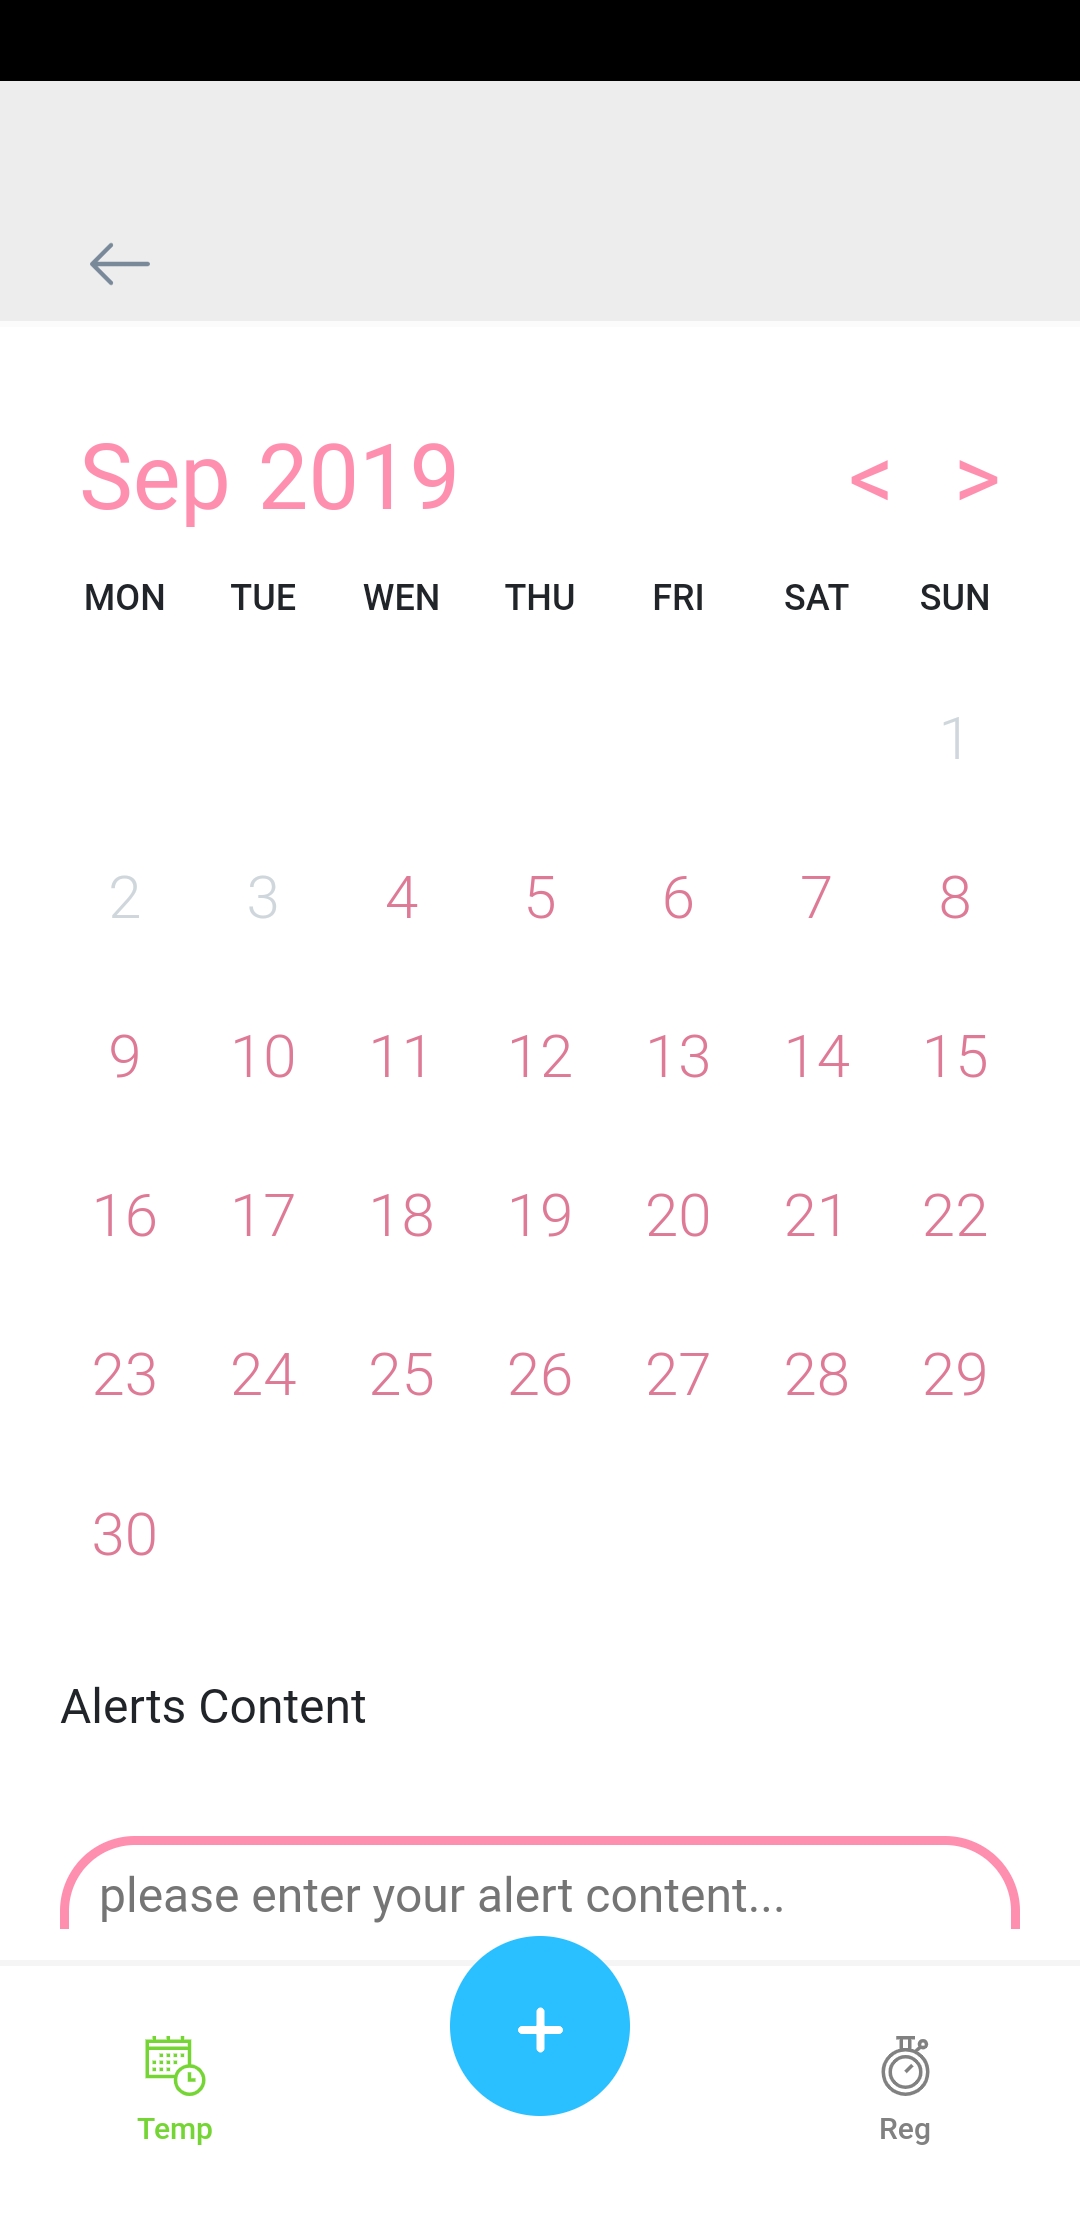 Sep 2019 < >
MON TUE WEN THU FRI SAT SUN
1
2 3 4 5 6 7 8
9 10 11 12 13 14 15
16 17 18 19 20 21 22
23 24 25 26 27 28 29
30
Alerts Content
please enter your alert content...
+
Temp Reg